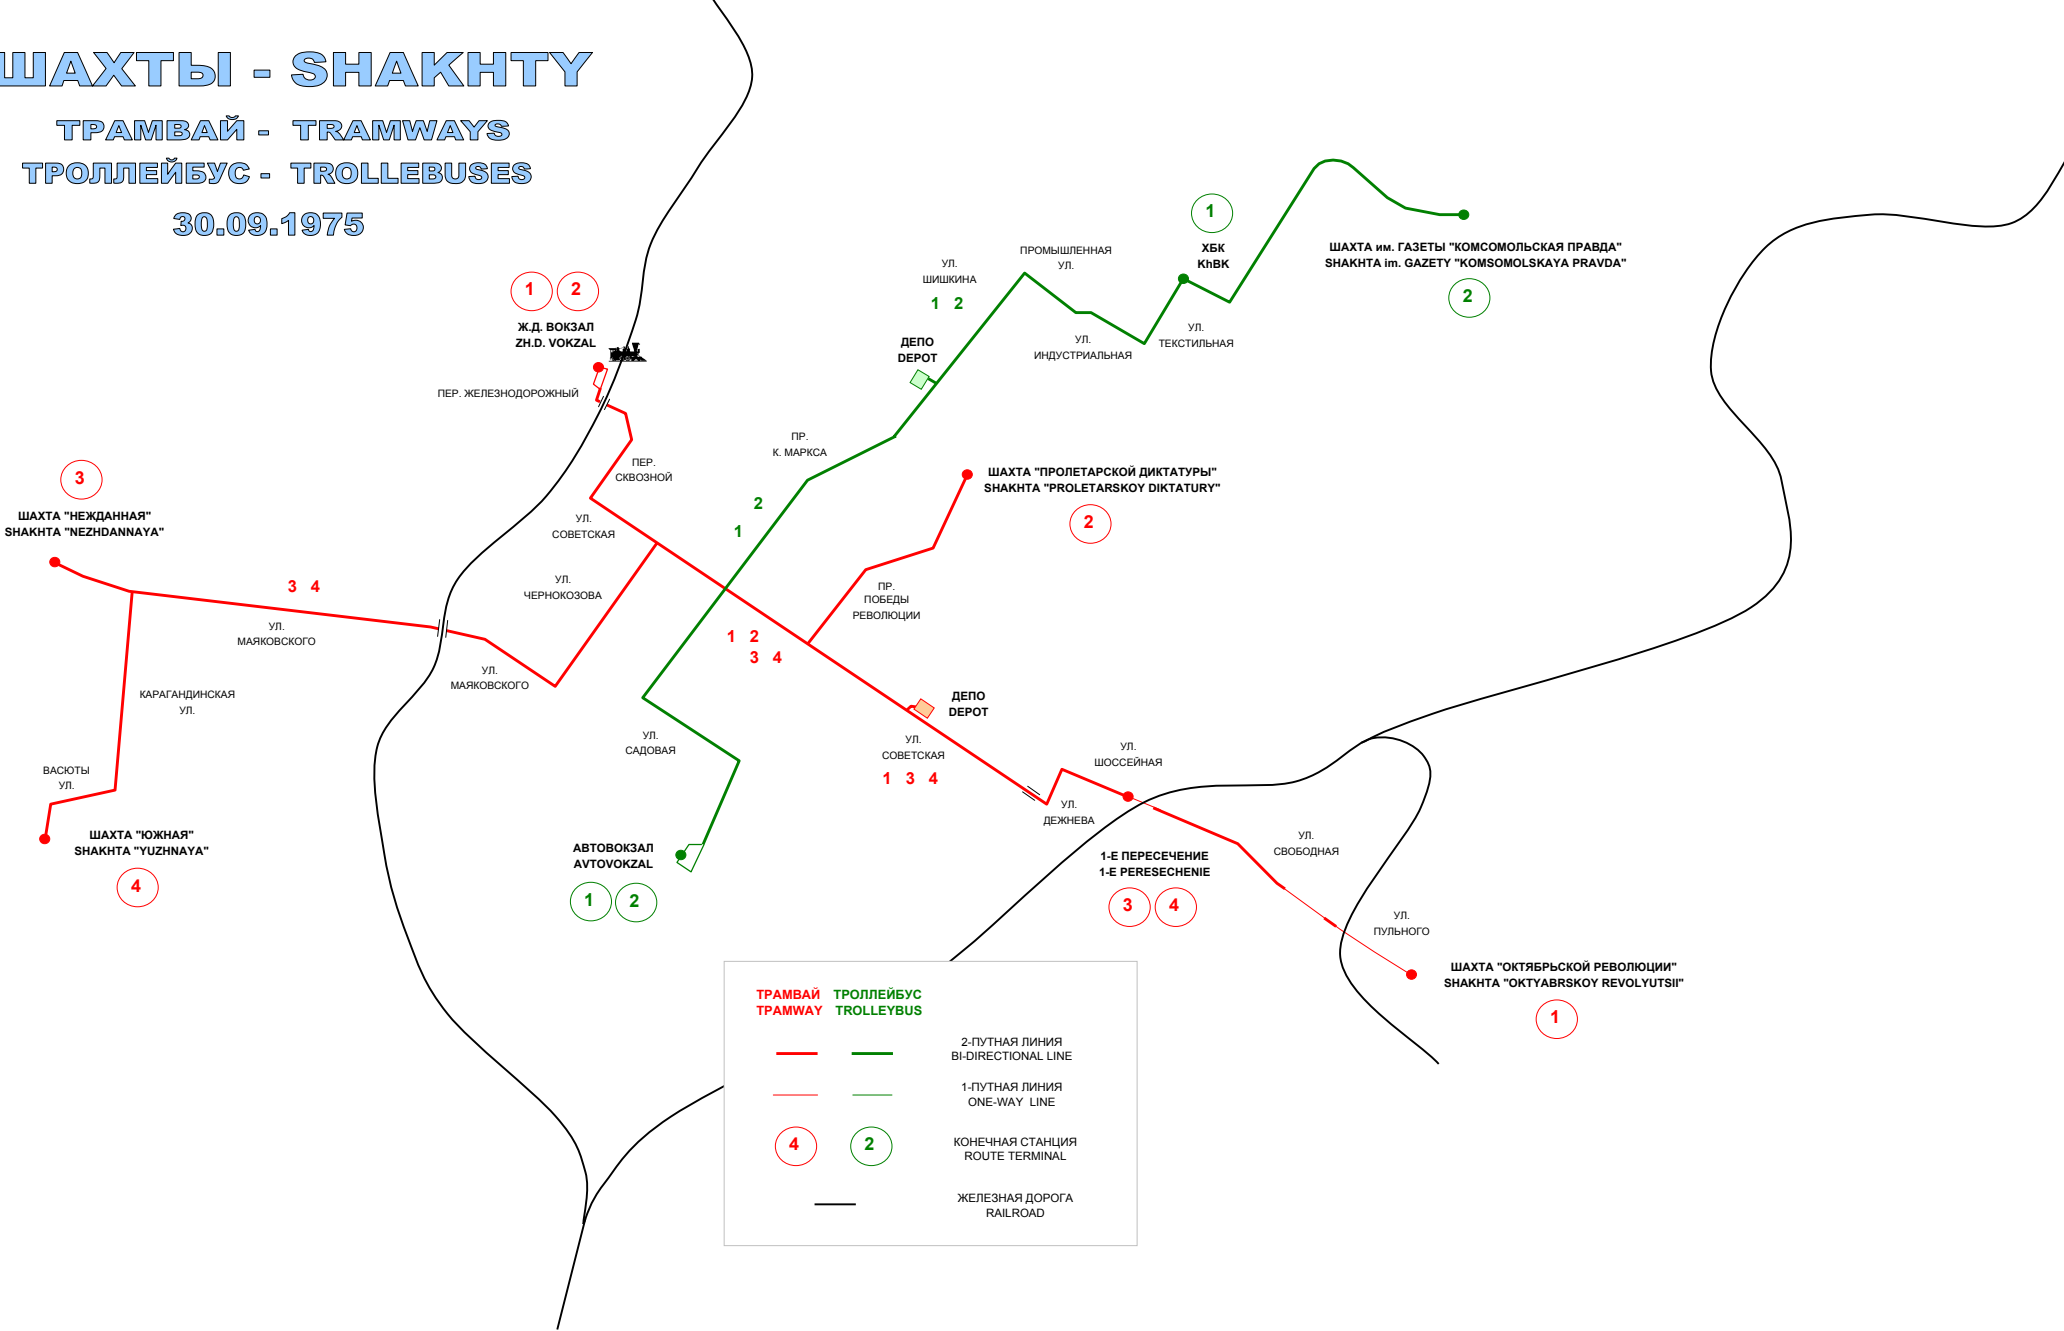 ШАХТЫ - SHAKHTY
ТРАМВАЙ - TRAMWAYS
ТРОЛЛЕЙБУС - TROLLEBUSES
30.09.1975
1 2
Ж.Д. ВОКЗАЛ
ZH.D. VOKZAL
ПЕР. ЖЕЛЕЗНОДОРОЖНЫЙ
ПЕР.
СКВОЗНОЙ
УЛ.
СОВЕТСКАЯ
УЛ.
ЧЕРНОКОЗОВА
3
ШАХТА "НЕЖДАННАЯ"
SHAKHTA "NEZHDANNAYA"
3 4
УЛ.
МАЯКОВСКОГО
УЛ.
МАЯКОВСКОГО
КАРАГАНДИНСКАЯ
УЛ.
ВАСЮТЫ
УЛ.
ШАХТА "ЮЖНАЯ"
SHAKHTA "YUZHNAYA"
4
1
ХБК
KhBK
ШАХТА им. ГАЗЕТЫ "КОМСОМОЛЬСКАЯ ПРАВДА"
SHAKHTA im. GAZETY "KOMSOMOLSKAYA PRAVDA"
2
ПРОМЫШЛЕННАЯ
УЛ.
УЛ.
ШИШКИНА
1 2
ДЕПО
DEPOT
УЛ.
ИНДУСТРИАЛЬНАЯ
УЛ.
ТЕКСТИЛЬНАЯ
ПР.
К. МАРКСА
2
1
ШАХТА "ПРОЛЕТАРСКОЙ ДИКТАТУРЫ"
SHAKHTA "PROLETARSKOY DIKTATURY"
2
ПР.
ПОБЕДЫ
РЕВОЛЮЦИИ
1 2
3 4
ДЕПО
DEPOT
УЛ.
САДОВАЯ
УЛ.
СОВЕТСКАЯ
1 3 4
УЛ.
ШОССЕЙНАЯ
УЛ.
ДЕЖНЕВА
АВТОВОКЗАЛ
AVTOVOKZAL
1 2
1-Е ПЕРЕСЕЧЕНИЕ
1-E PERESECHENIE
3 4
УЛ.
СВОБОДНАЯ
УЛ.
ПУЛЬНОГО
ШАХТА "ОКТЯБРЬСКОЙ РЕВОЛЮЦИИ"
SHAKHTA "OKTYABRSKOY REVOLYUTSII"
1
ТРАМВАЙ ТРОЛЛЕЙБУС
TPAMWAY TROLLEYBUS
2-ПУТНАЯ ЛИНИЯ
BI-DIRECTIONAL LINE
1-ПУТНАЯ ЛИНИЯ
ONE-WAY LINE
4 2
КОНЕЧНАЯ СТАНЦИЯ
ROUTE TERMINAL
ЖЕЛЕЗНАЯ ДОРОГА
RAILROAD